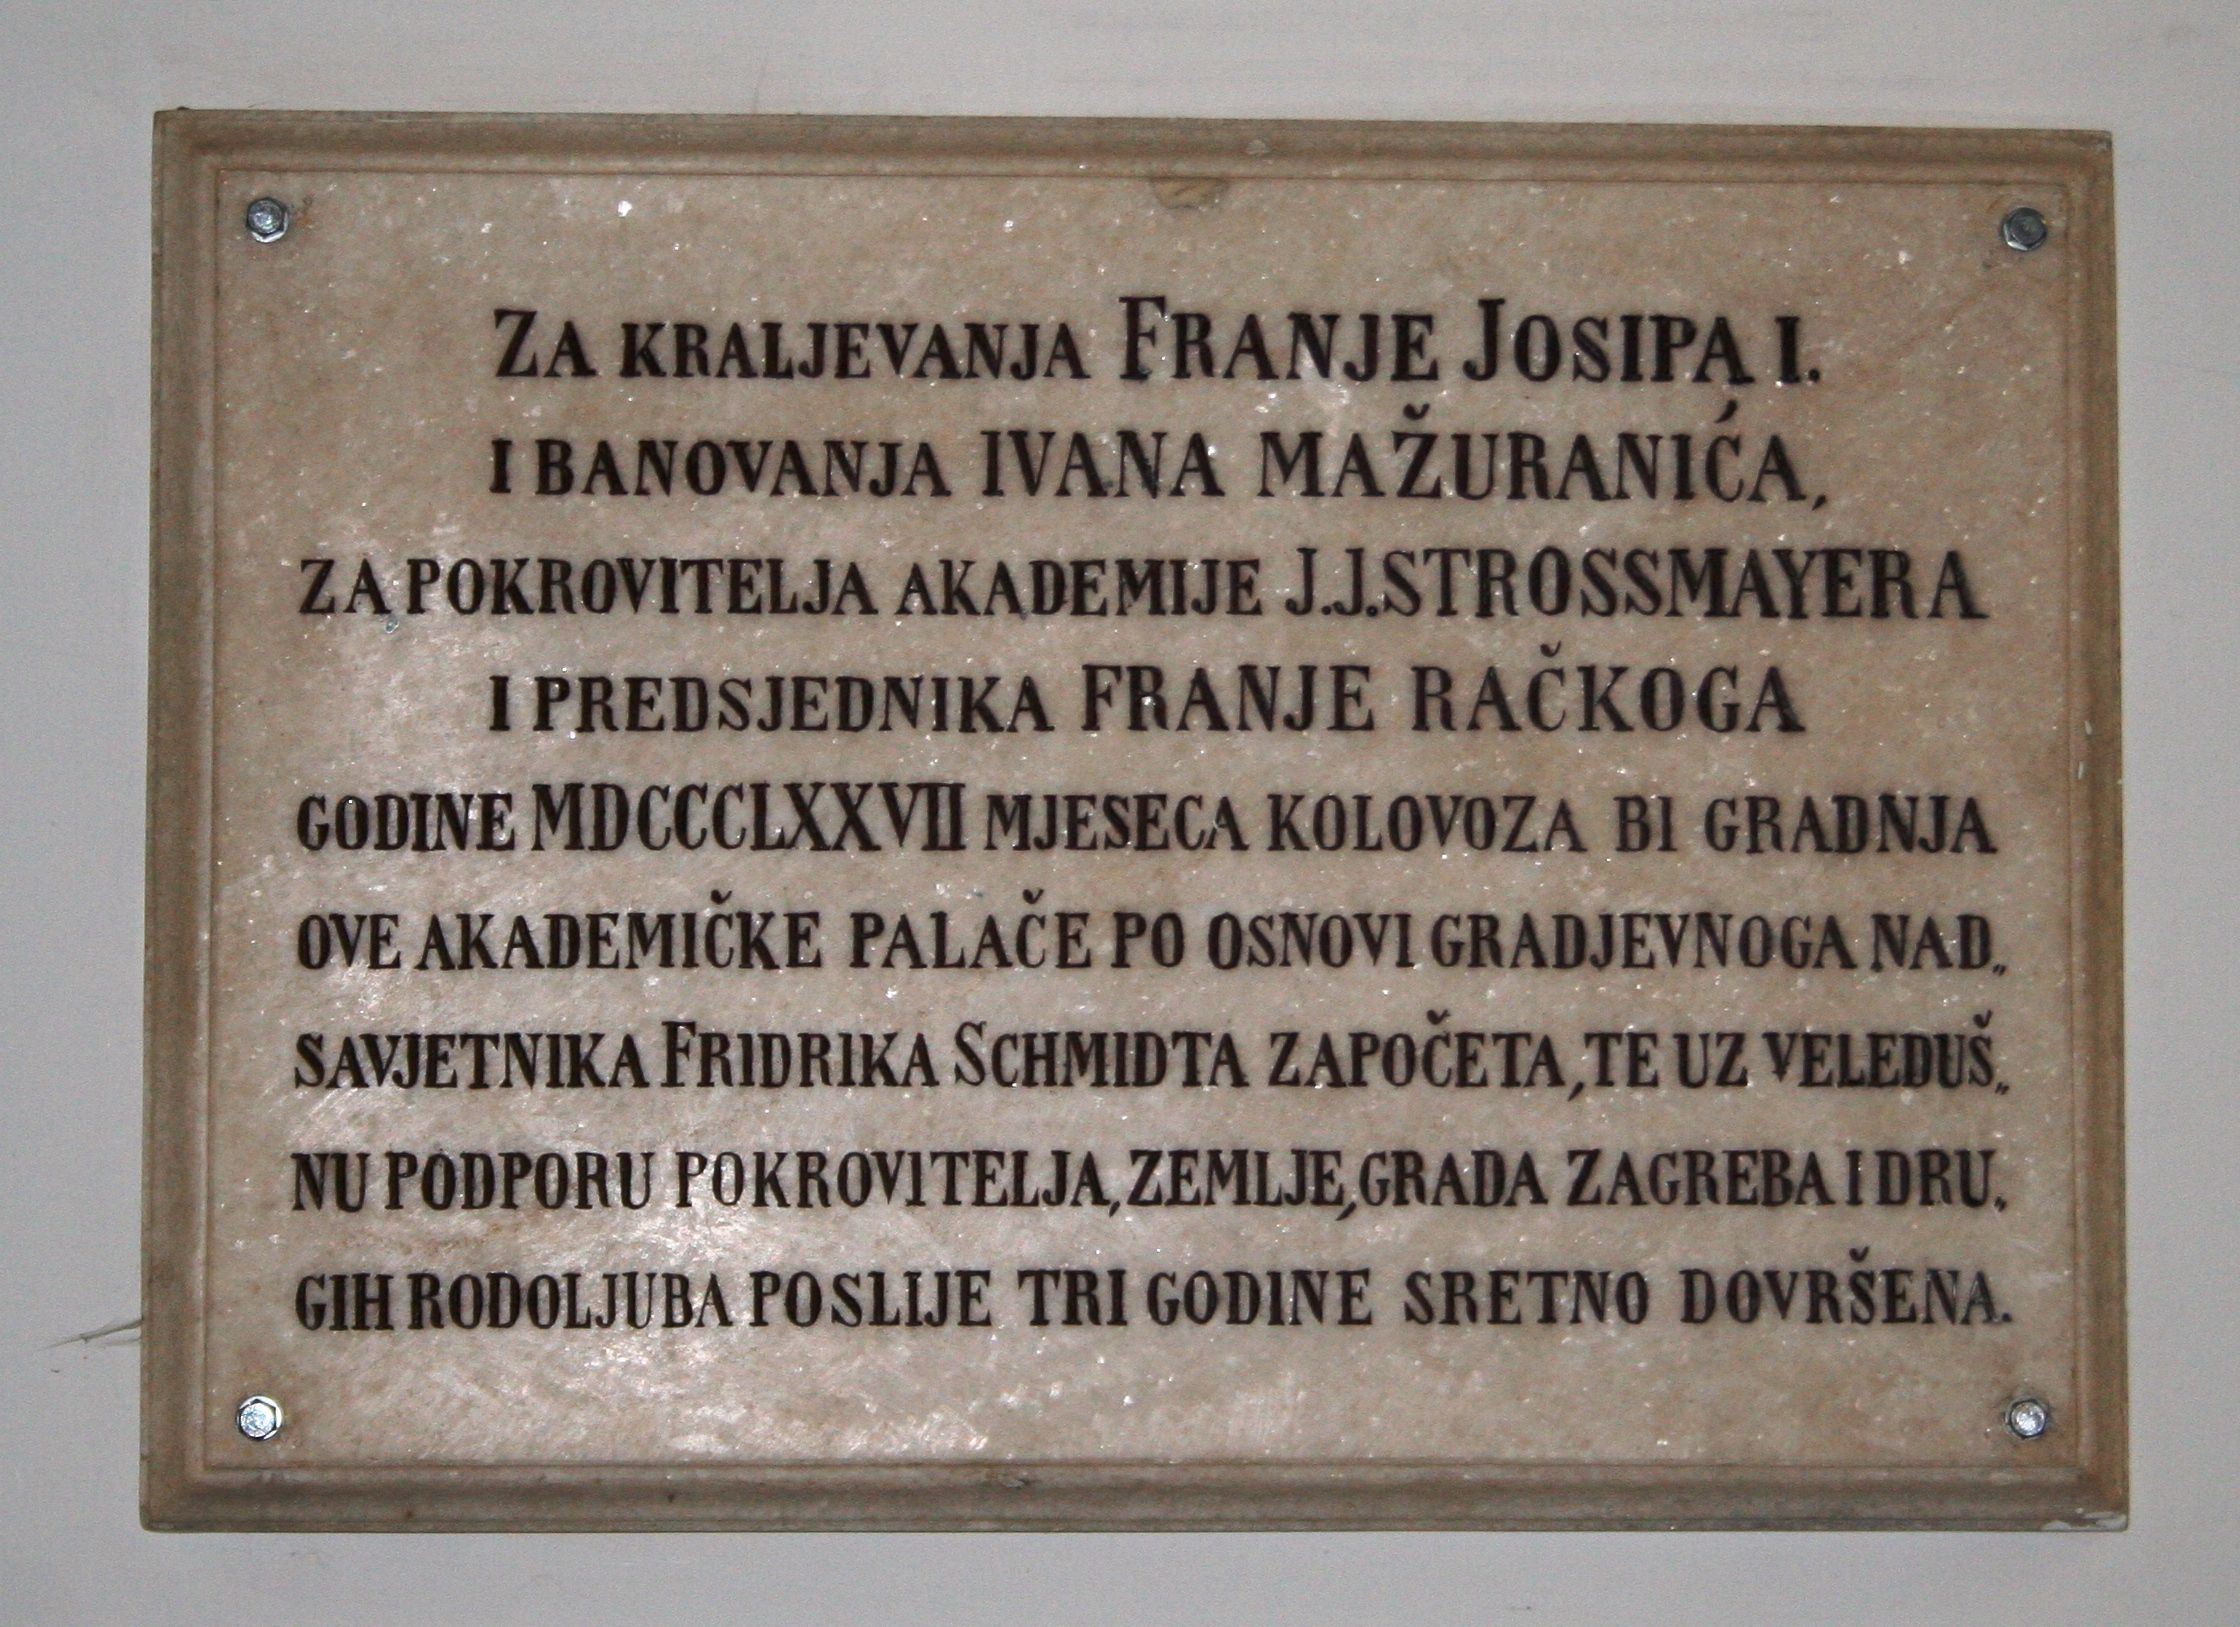 ZA KRALJEVANJA FRANJE JOSIPA I.
I BANOVANJA IVANA MAŽURANIĆA,
ZA POKROVITELJA AKADEMIJE J.J.STROSSMAYERA
I PREDSJEDNIKA FRANJE RAČKOGA
GODINE MDCCCLXXVII MJESECA KOLOVOZA BI GRADNJA
OVE AKADEMIČKE PALAČE PO OSNOVI GRADJEVNOGA NAD„
SAVJETNIKA FRIDRIKA SCHMIDTA ZAPOČETA, TE UZ VELEDUŠ„
NU PODPORU POKROVITELJA, ZEMLJE, GRADA ZAGREBA I DRU„
GIH RODOLJUBA POSLIJE TRI GODINE SRETNO DOVRŠENA.